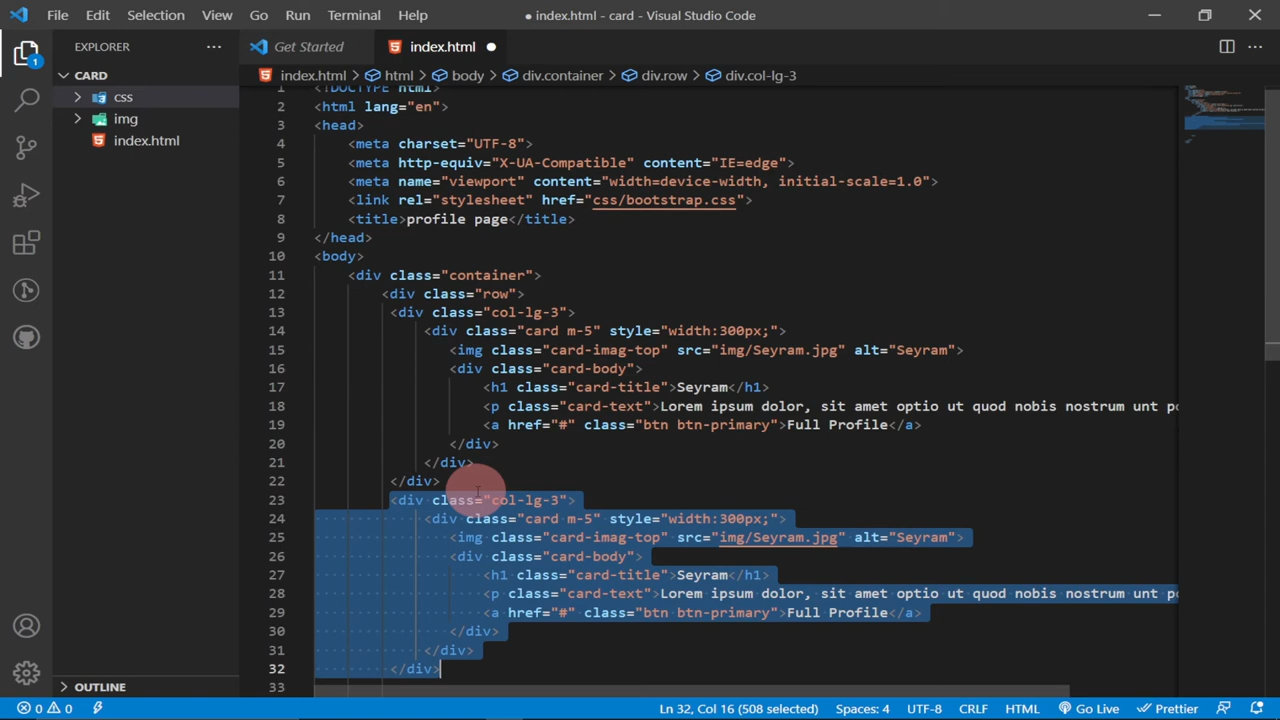 File Edit Selection View Go Run Terminal Help ● index.html - card - Visual Studio Code
EXPLORER ···
Get Started
index.html ●
1
CARD
css
img
index.html
index.html > html > body > div.container > div.row > div.col-lg-3
1 <!DOCTYPE html>
2 <html lang="en">
3 <head>
4 <meta charset="UTF-8">
5 <meta http-equiv="X-UA-Compatible" content="IE=edge">
6 <meta name="viewport" content="width=device-width, initial-scale=1.0">
7 <link rel="stylesheet" href="css/bootstrap.css">
8 <title>profile page</title>
9 </head>
10 <body>
11 <div class="container">
12 <div class="row">
13 <div class="col-lg-3">
14 <div class="card m-5" style="width:300px;">
15 <img class="card-imag-top" src="img/Seyram.jpg" alt="Seyram">
16 <div class="card-body">
17 <h1 class="card-title">Seyram</h1>
18 <p class="card-text">Lorem ipsum dolor, sit amet optio ut quod nobis nostrum unt po
19 <a href="#" class="btn btn-primary">Full Profile</a>
20 </div>
21 </div>
22 </div>
23 <div class="col-lg-3">
24 <div class="card m-5" style="width:300px;">
25 <img class="card-imag-top" src="img/Seyram.jpg" alt="Seyram">
26 <div class="card-body">
27 <h1 class="card-title">Seyram</h1>
28 <p class="card-text">Lorem ipsum dolor, sit amet optio ut quod nobis nostrum unt po
29 <a href="#" class="btn btn-primary">Full Profile</a>
30 </div>
31 </div>
32 </div>
33
OUTLINE
0 0 Ln 32, Col 16 (508 selected) Spaces: 4 UTF-8 CRLF HTML Go Live Prettier